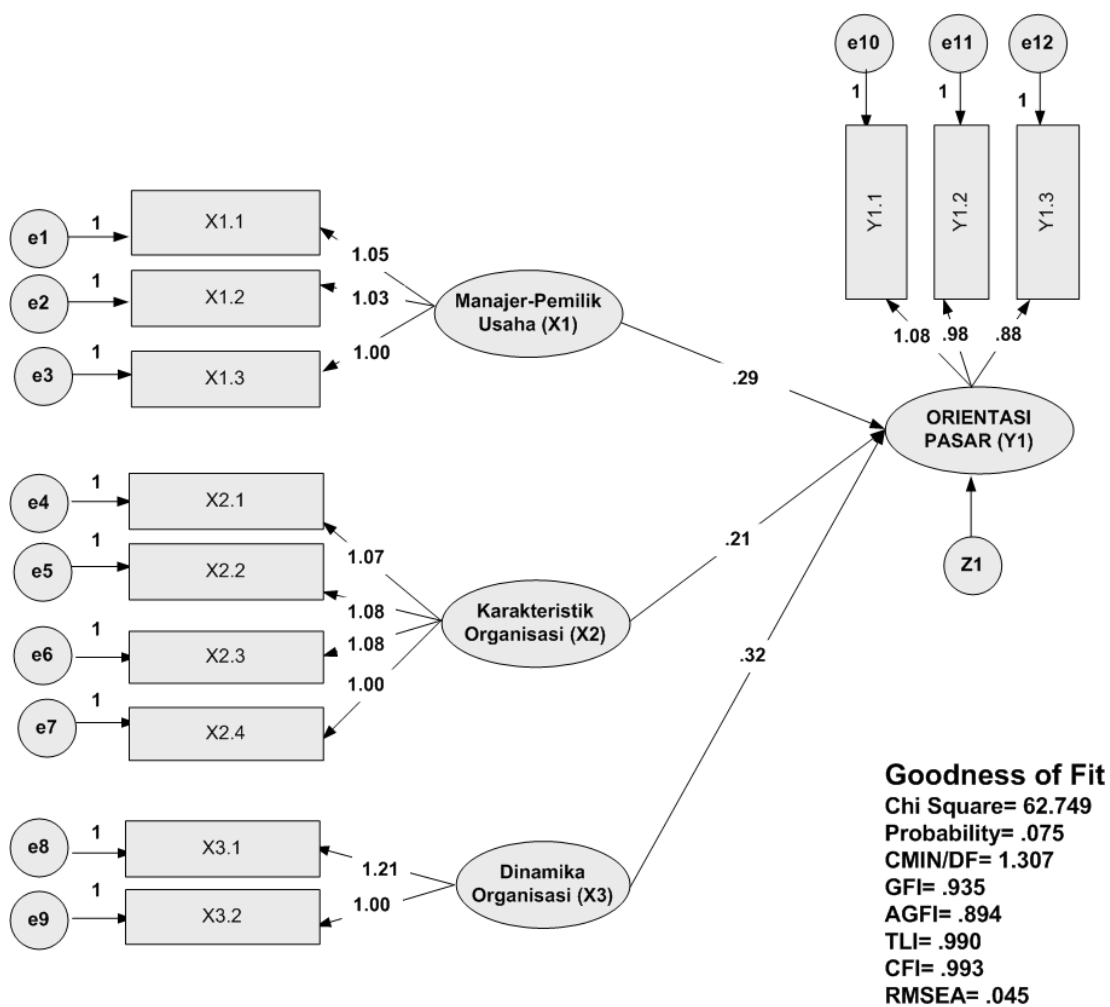 e10
e11
e12
1
1
1
Y1.1
Y1.2
Y1.3
1.08
.98
.88
e1
1
X1.1
e2
1
X1.2
e3
1
X1.3
1.05
1.03
1.00
Manajer-Pemilik
Usaha (X1)
.29
ORIENTASI
PASAR (Y1)
Z1
e4
1
X2.1
e5
1
X2.2
e6
1
X2.3
e7
1
X2.4
1.07
1.08
1.08
1.00
Karakteristik
Organisasi (X2)
.21
e8
1
X3.1
e9
1
X3.2
1.21
1.00
Dinamika
Organisasi (X3)
.32
Goodness of Fit
Chi Square= 62.749
Probability= .075
CMIN/DF= 1.307
GFI= .935
AGFI= .894
TLI= .990
CFI= .993
RMSEA= .045